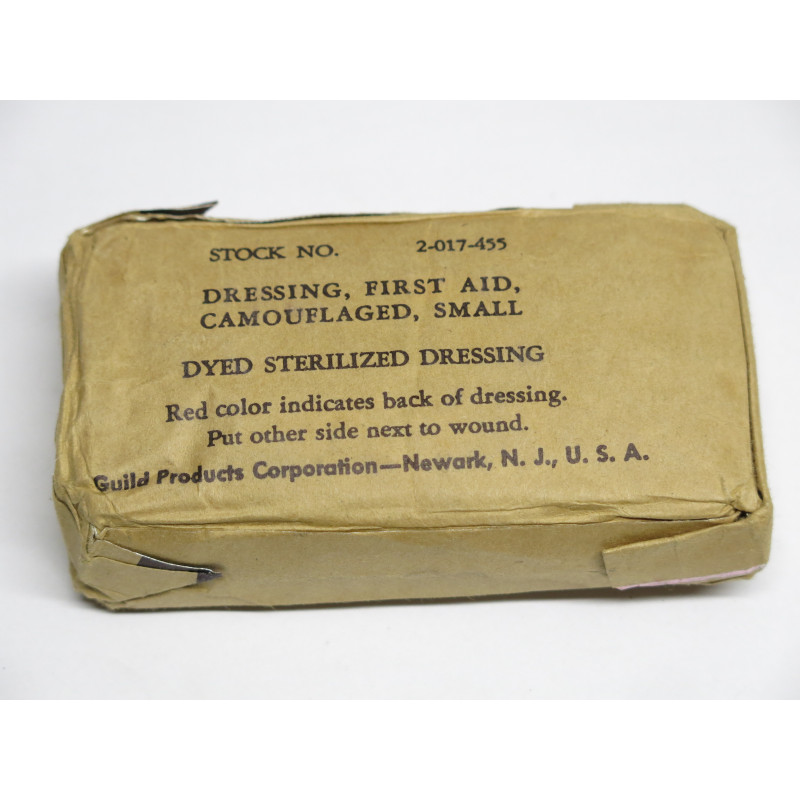 STOCK NO. 2-017-455
DRESSING, FIRST AID,
CAMOUFLAGED, SMALL
DYED STERILIZED DRESSING
Red color indicates back of dressing.
Put other side next to wound.
Guild Products Corporation—Newark, N. J., U. S. A.